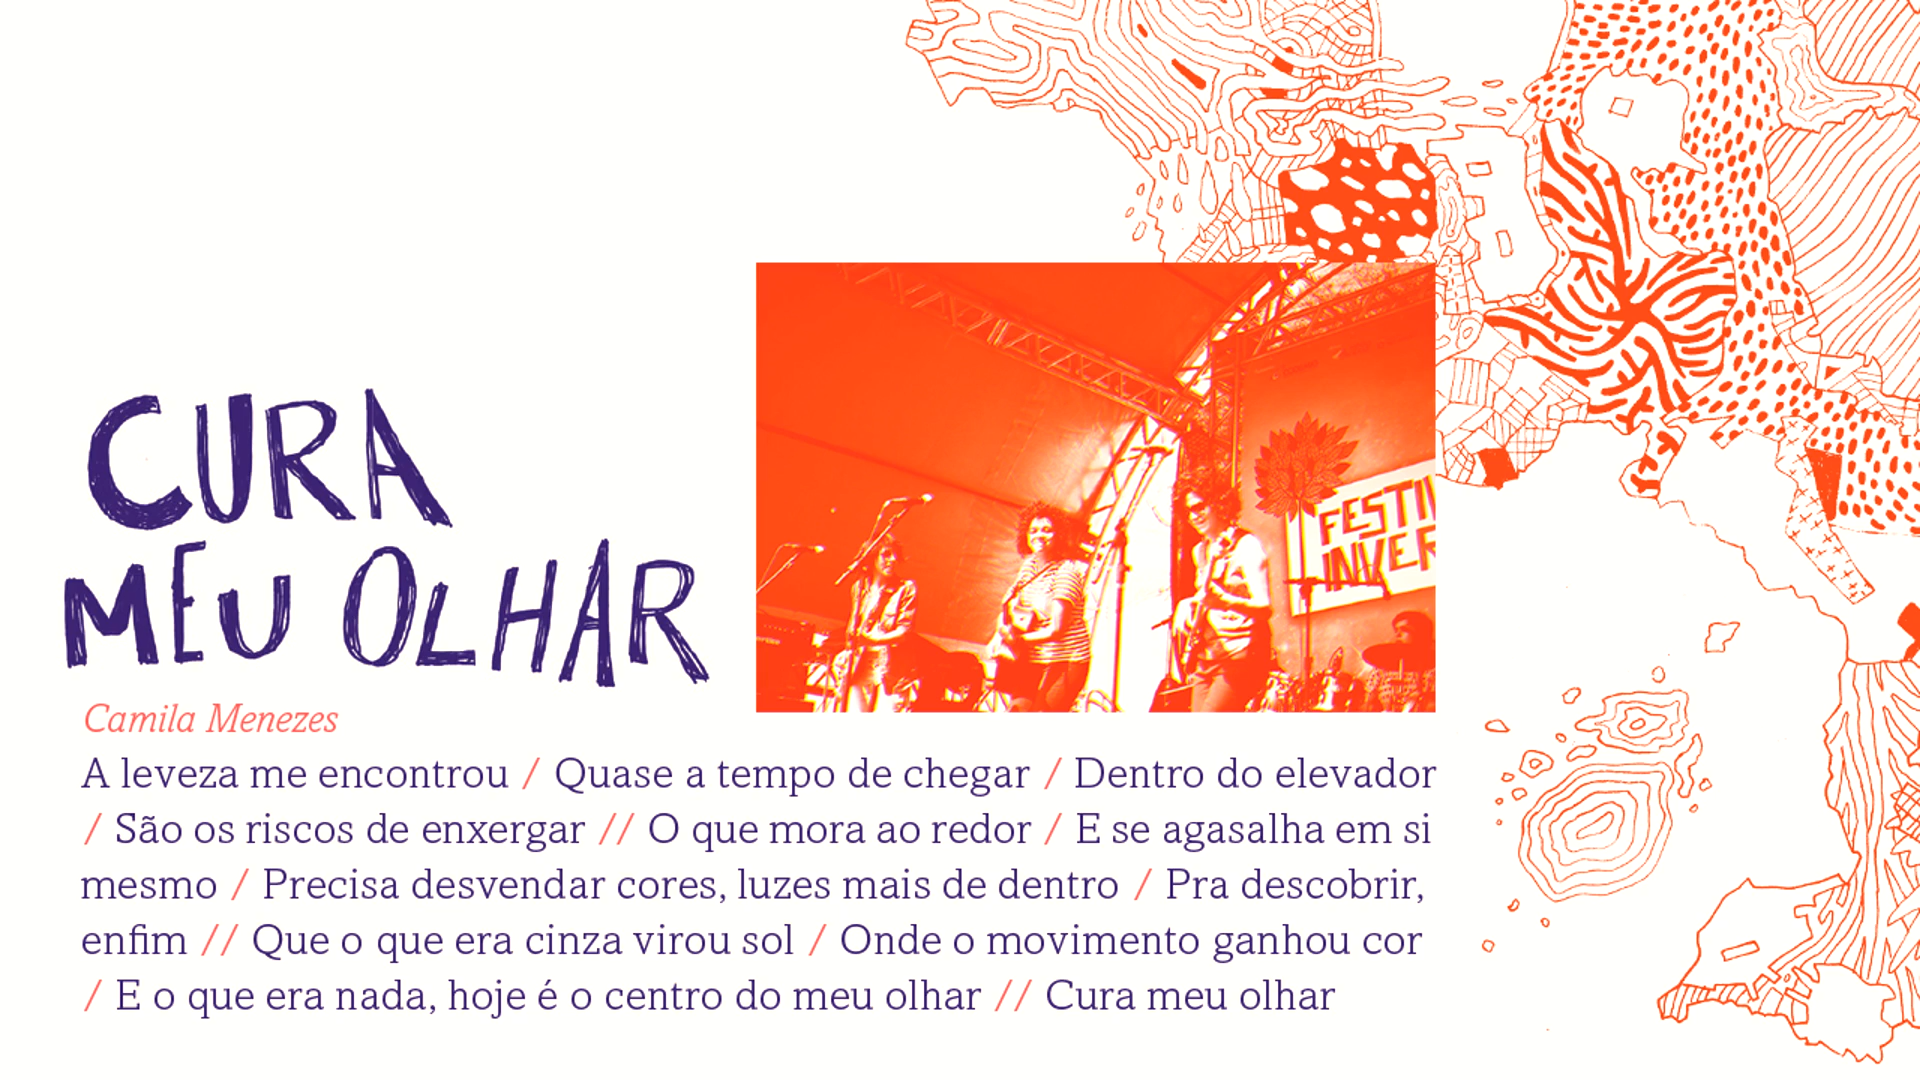 CURA
MEU OLHAR
Camila Menezes
A leveza me encontrou / Quase a tempo de chegar / Dentro do elevador
/ São os riscos de enxergar // O que mora ao redor / E se agasalha em si
mesmo / Precisa desvendar cores, luzes mais de dentro / Pra descobrir,
enfim // Que o que era cinza virou sol / Onde o movimento ganhou cor
/ E o que era nada, hoje é o centro do meu olhar // Cura meu olhar
FESTI
INVER